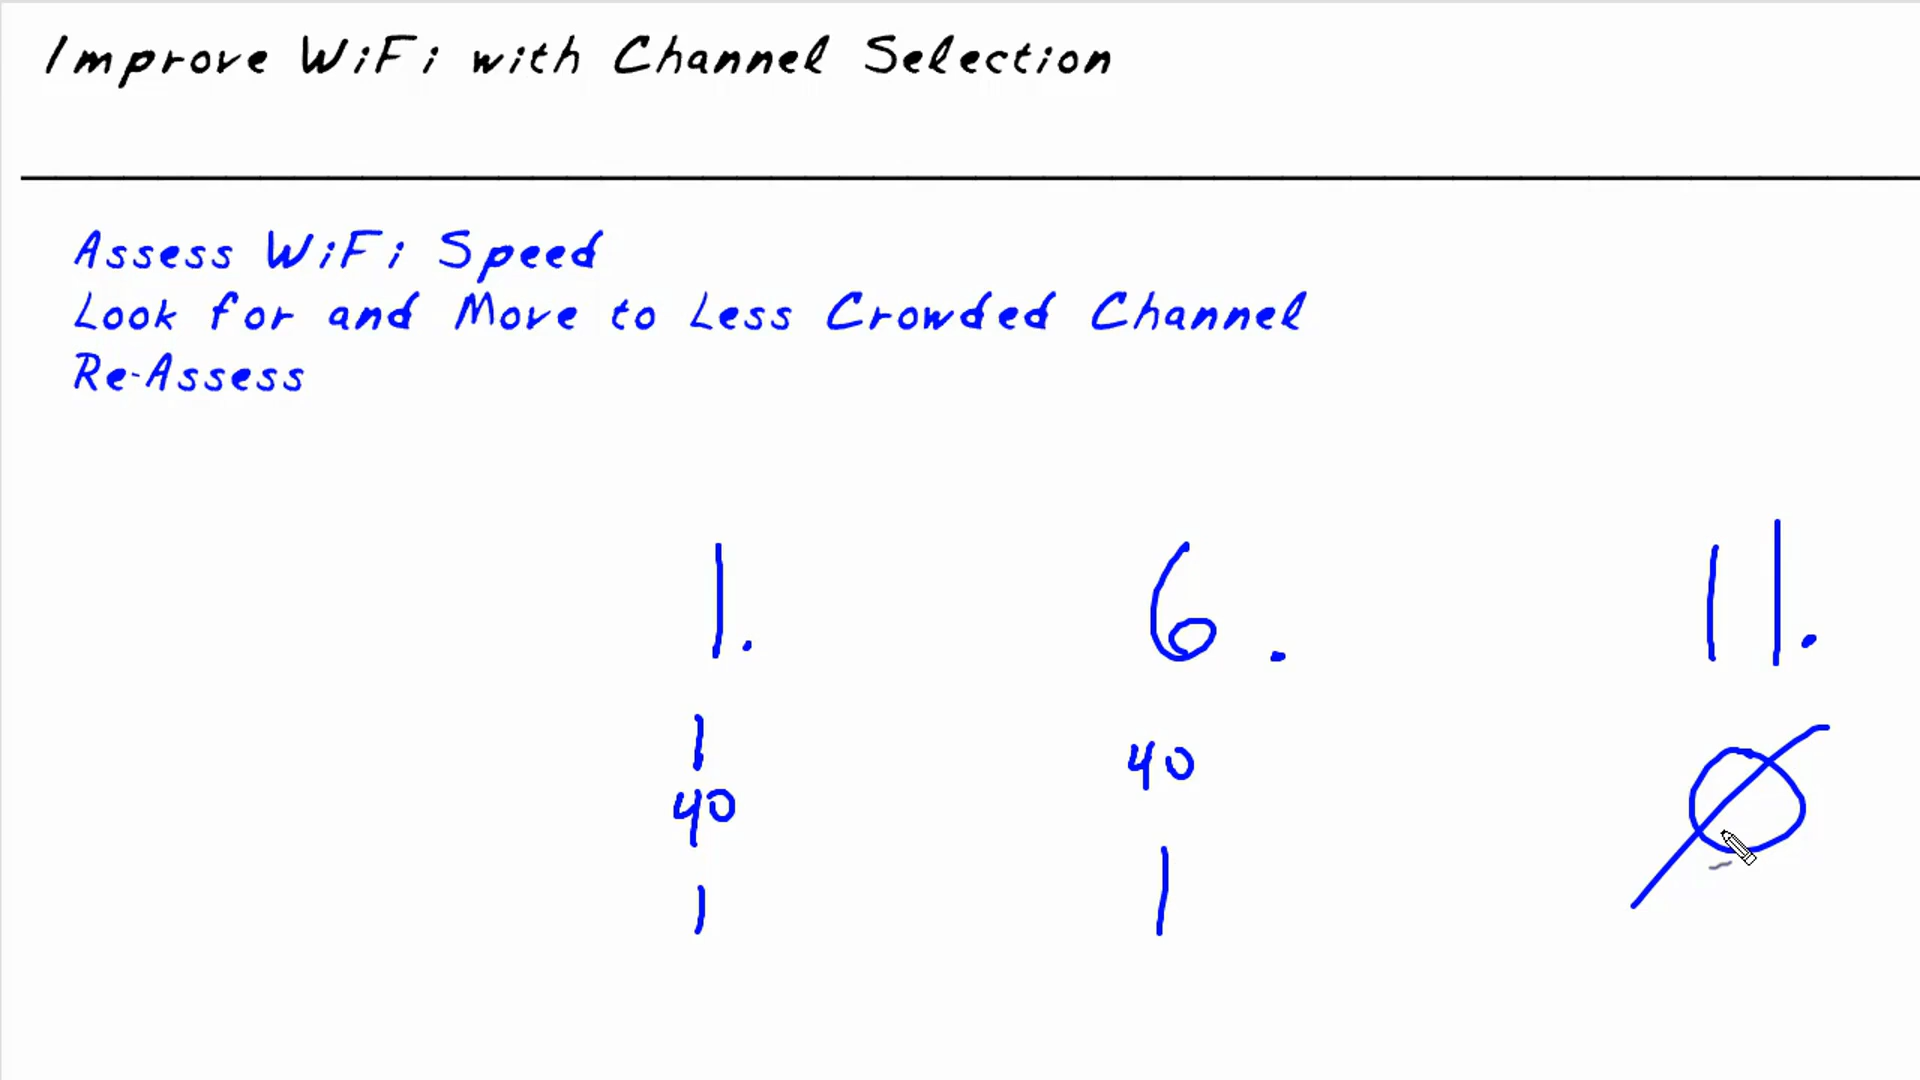 Improve WiFi with Channel Selection
Assess WiFi Speed
Look for and Move to Less Crowded Channel
Re-Assess
1. 6. 11.
1
40 40 0
1 1